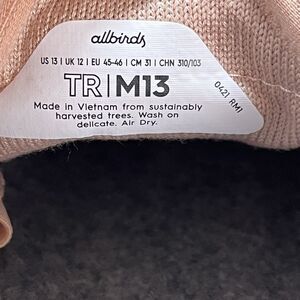 allbirds
US 13 | UK 12 | EU 45-46 | CM 31 | CHN 310/103
TR|M13
Made in Vietnam from sustainably
harvested trees. Wash on
delicate. Air Dry.
0421 RM1